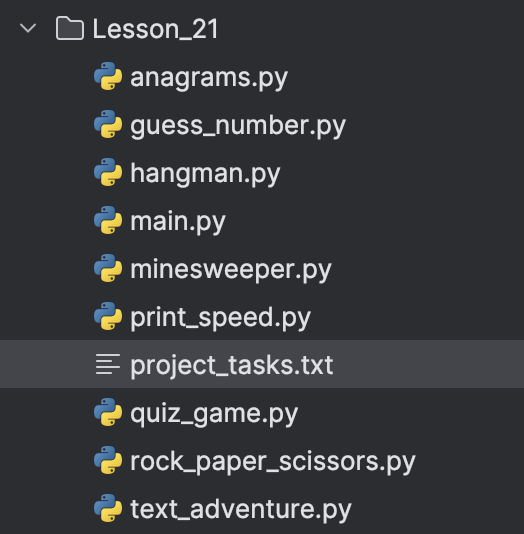 Lesson_21
anagrams.py
guess_number.py
hangman.py
main.py
minesweeper.py
print_speed.py
project_tasks.txt
quiz_game.py
rock_paper_scissors.py
text_adventure.py